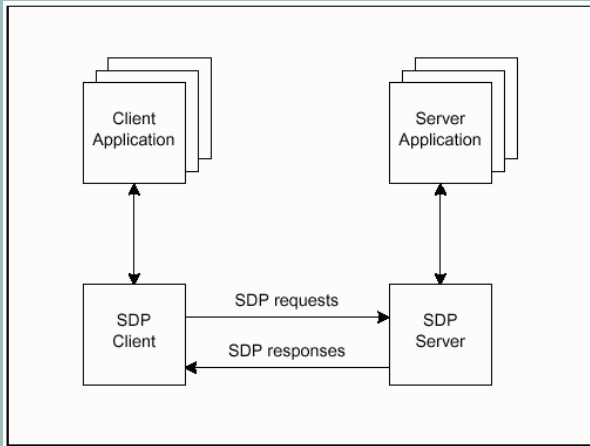 Client
Application
Server
Application
SDP requests
SDP
Client
SDP
Server
SDP responses